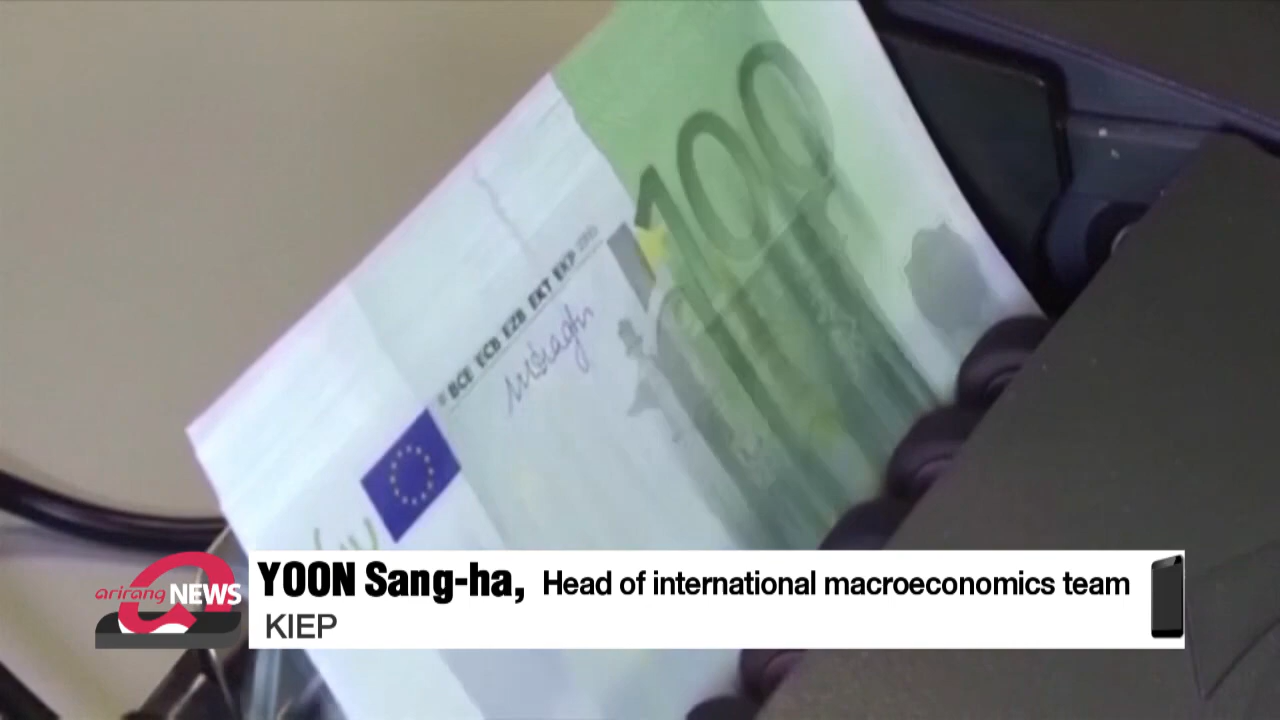 100
BCE ECB EZB EKT EKP
arirang NEWS
YOON Sang-ha, Head of international macroeconomics team
KIEP